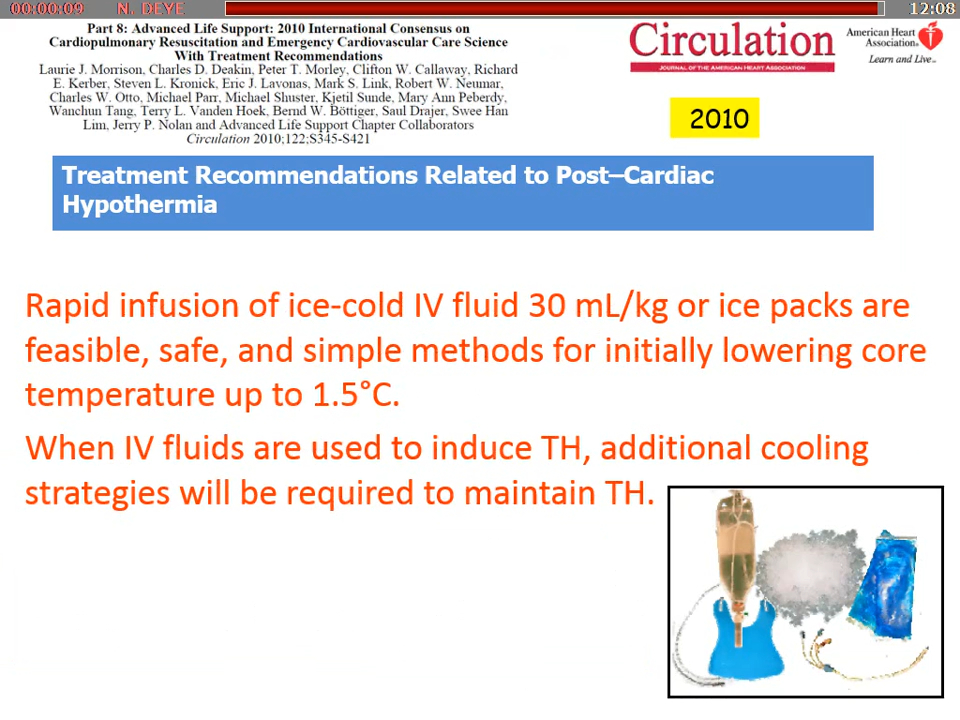 00:00:09 N. DEYE 12:08
Part 8: Advanced Life Support: 2010 International Consensus on
Cardiopulmonary Resuscitation and Emergency Cardiovascular Care Science
With Treatment Recommendations
Laurie J. Morrison, Charles D. Deakin, Peter T. Morley, Clifton W. Callaway, Richard
E. Kerber, Steven L. Kronick, Eric J. Lavonas, Mark S. Link, Robert W. Neumar,
Charles W. Otto, Michael Parr, Michael Shuster, Kjetil Sunde, Mary Ann Peberdy,
Wanchun Tang, Terry L. Vanden Hoek, Bernd W. Böttiger, Saul Drajer, Swee Han
Lim, Jerry P. Nolan and Advanced Life Support Chapter Collaborators
Circulation 2010;122;S345-S421
Circulation
JOURNAL OF THE AMERICAN HEART ASSOCIATION
American Heart
Association®
Learn and Live™
2010
Treatment Recommendations Related to Post–Cardiac
Hypothermia
Rapid infusion of ice-cold IV fluid 30 mL/kg or ice packs are
feasible, safe, and simple methods for initially lowering core
temperature up to 1.5°C.
When IV fluids are used to induce TH, additional cooling
strategies will be required to maintain TH.